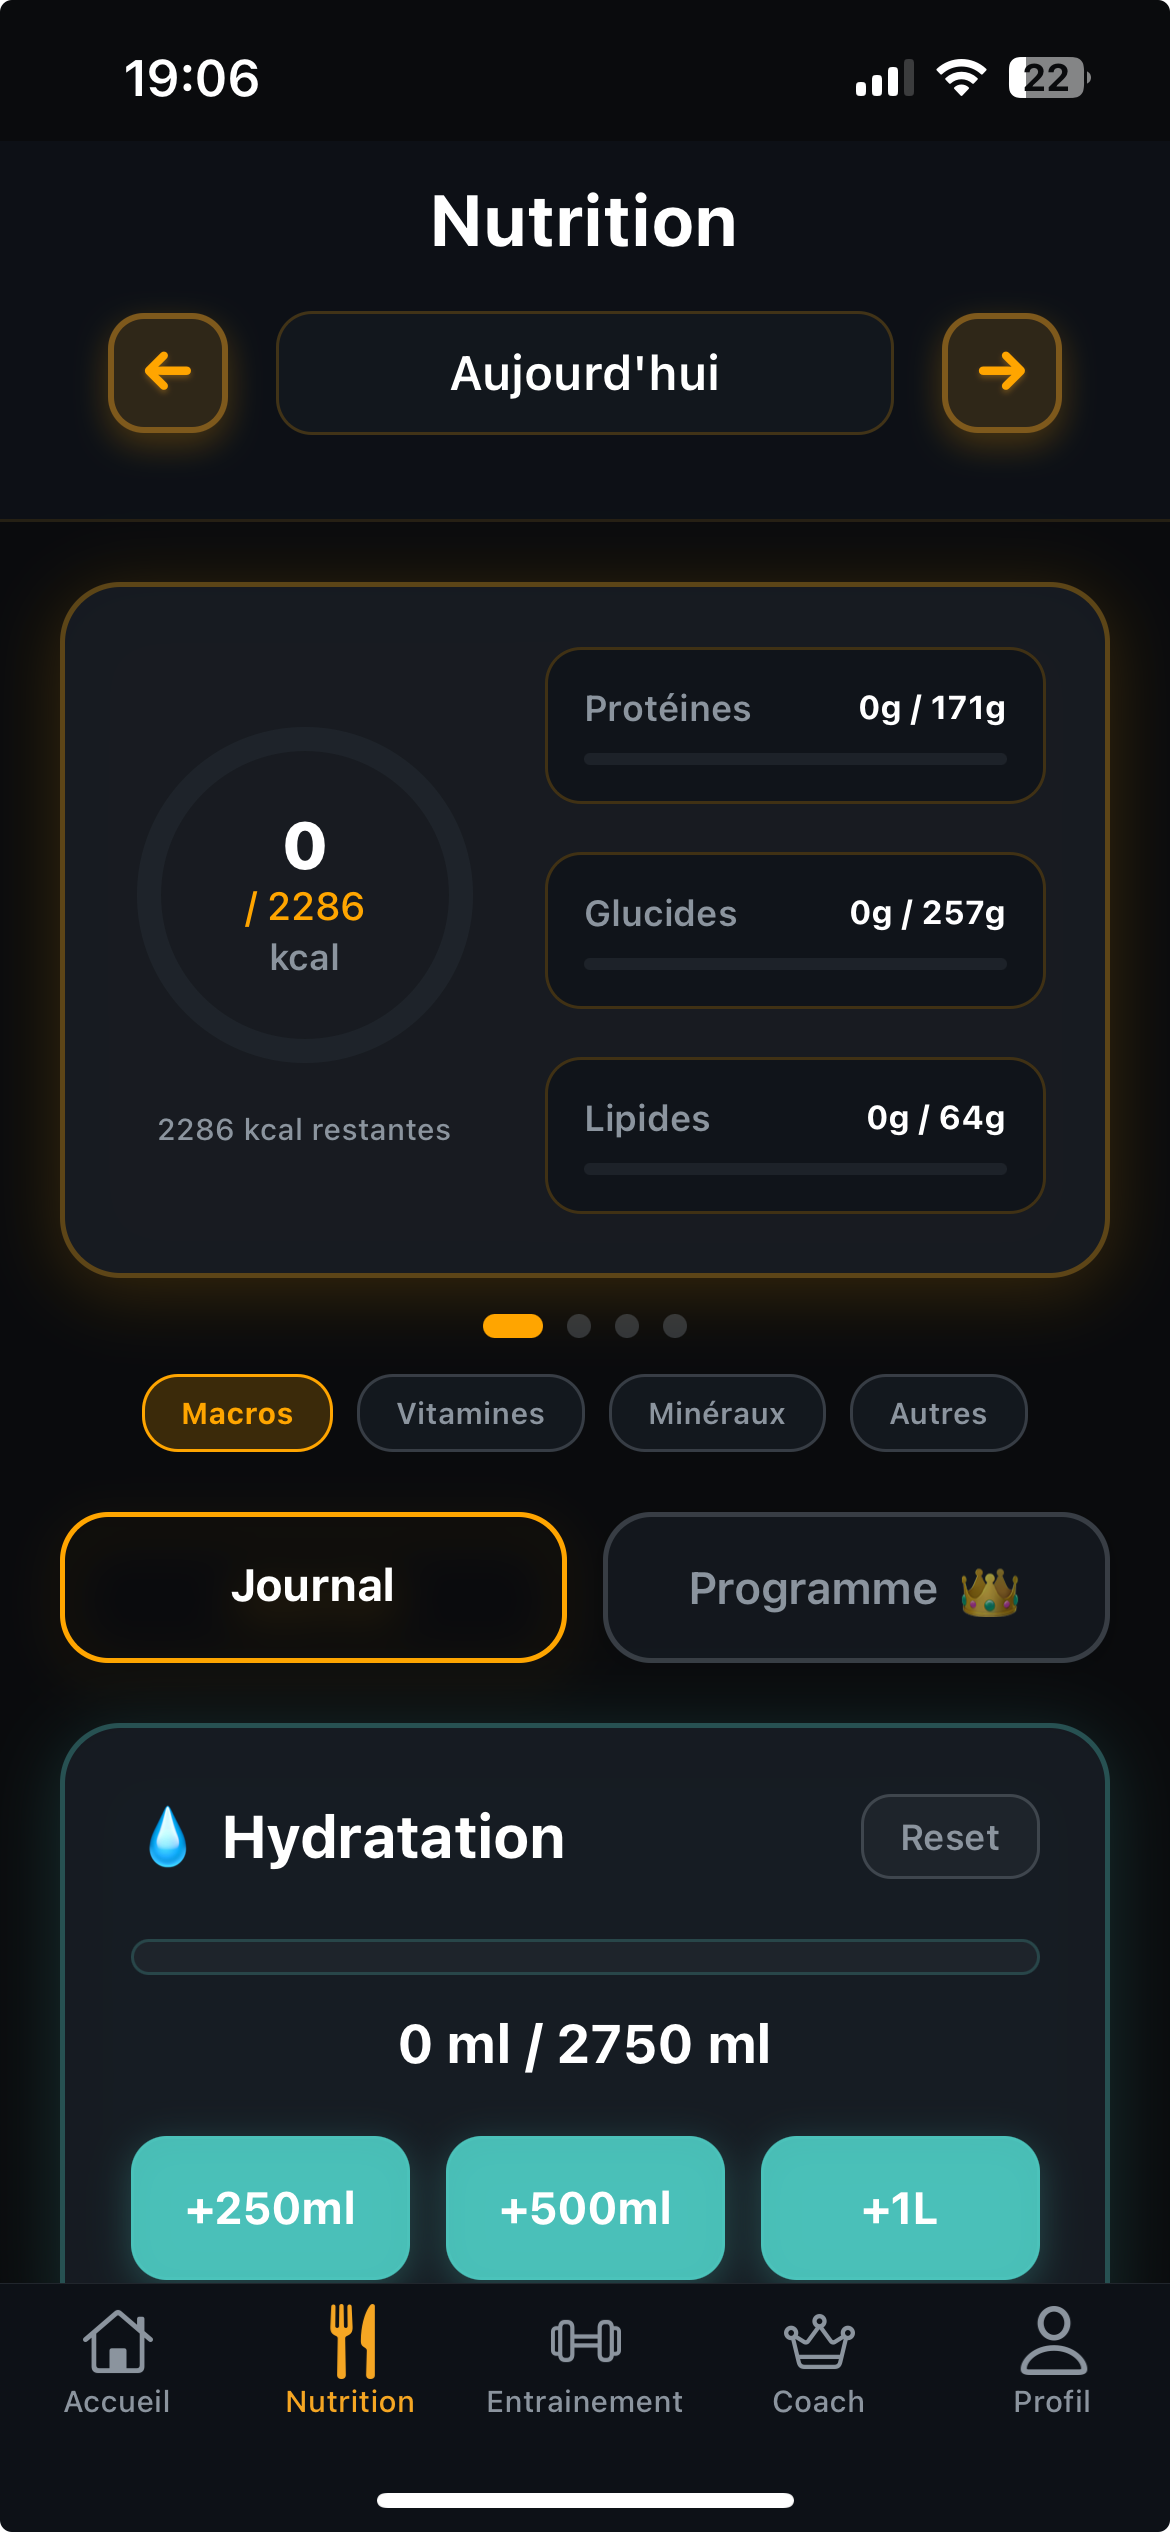 19:06
22
Nutrition
Aujourd'hui
0
/ 2286
kcal
2286 kcal restantes
Protéines 0g / 171g
Glucides 0g / 257g
Lipides 0g / 64g
Macros Vitamines Minéraux Autres
Journal Programme 👑
💧 Hydratation Reset
0 ml / 2750 ml
+250ml +500ml +1L
Accueil Nutrition Entrainement Coach Profil